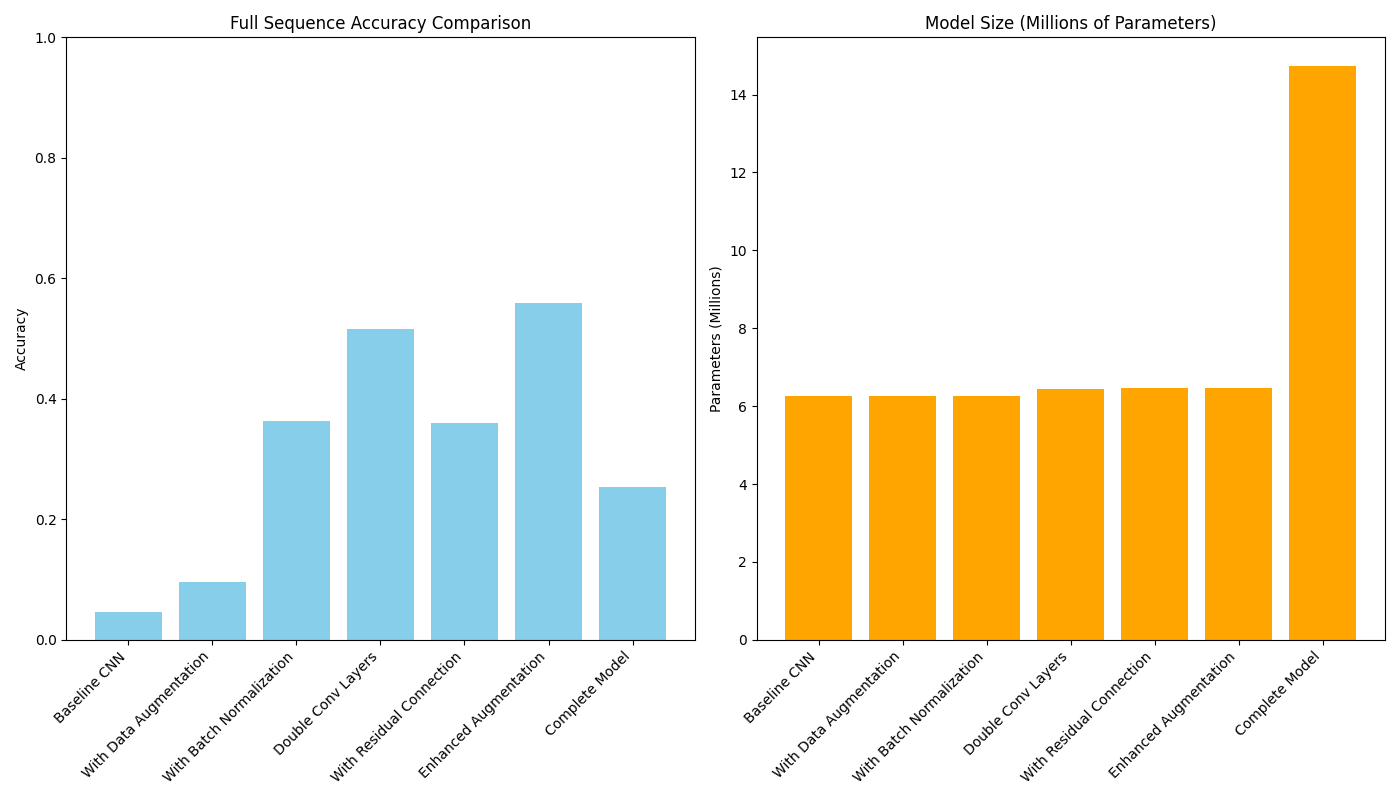 Full Sequence Accuracy Comparison
1.0
0.8
0.6
0.4
0.2
0.0
Accuracy
Baseline CNN
With Data Augmentation
With Batch Normalization
Double Conv Layers
With Residual Connection
Enhanced Augmentation
Complete Model
Model Size (Millions of Parameters)
14
12
10
8
6
4
2
0
Parameters (Millions)
Baseline CNN
With Data Augmentation
With Batch Normalization
Double Conv Layers
With Residual Connection
Enhanced Augmentation
Complete Model